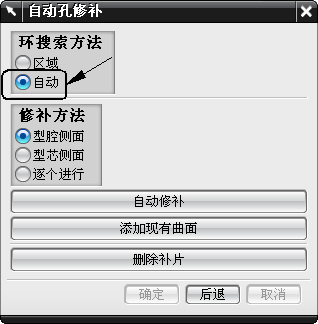 自动孔修补
环搜索方法
区域
自动
修补方法
型腔侧面
型芯侧面
逐个进行
自动修补
添加现有曲面
删除补片
确定 后退 取消